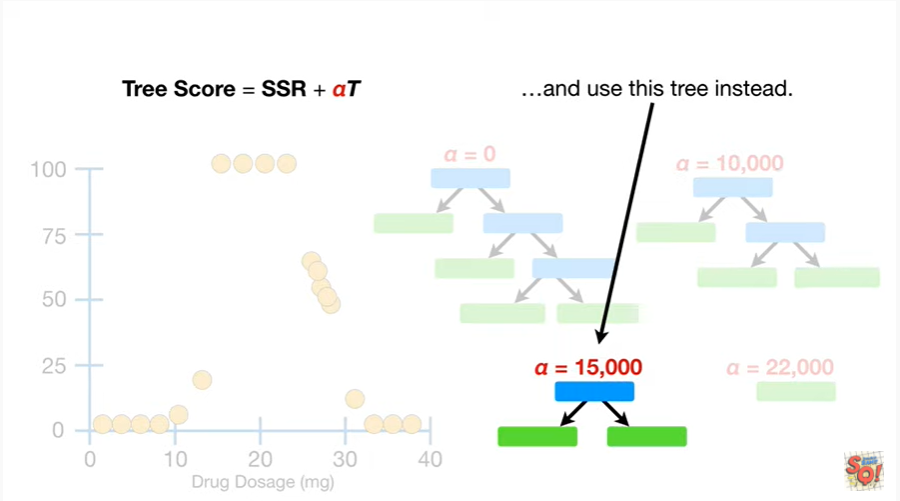 Tree Score = SSR + αT
…and use this tree instead.
α = 0
α = 10,000
100
75
50
25
0
α = 15,000
α = 22,000
0
10
20
30
40
Drug Dosage (mg)
SQ!